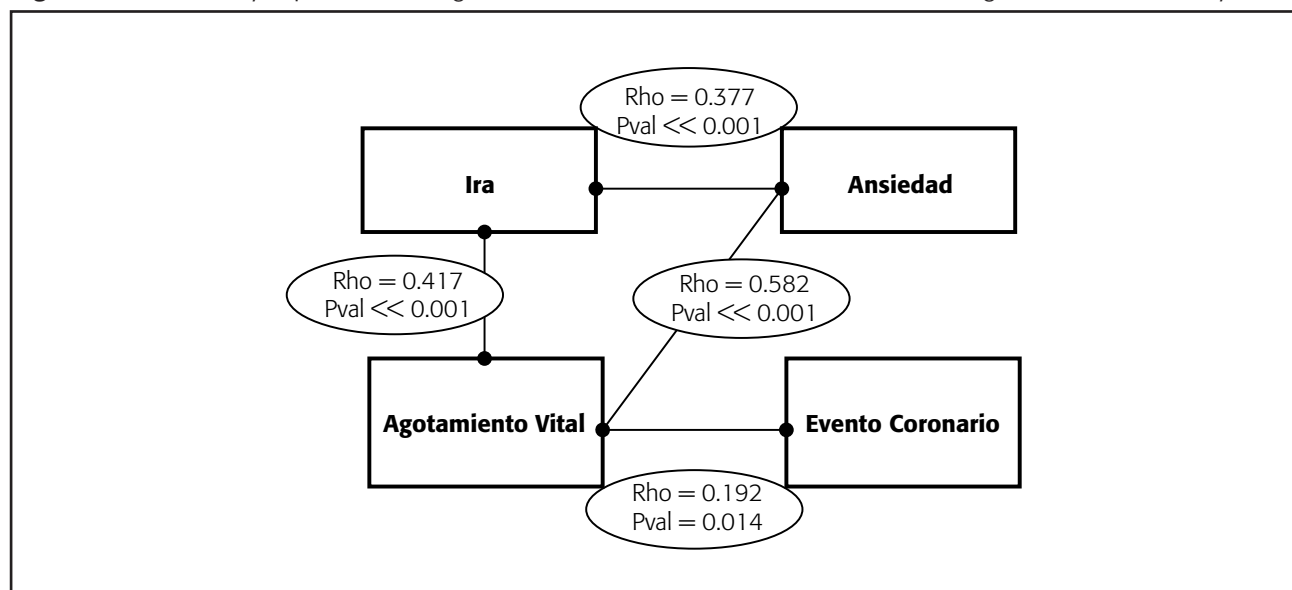 Rho = 0.377
Pval << 0.001
Ira
Ansiedad
Rho = 0.417
Pval << 0.001
Rho = 0.582
Pval << 0.001
Agotamiento Vital
Evento Coronario
Rho = 0.192
Pval = 0.014